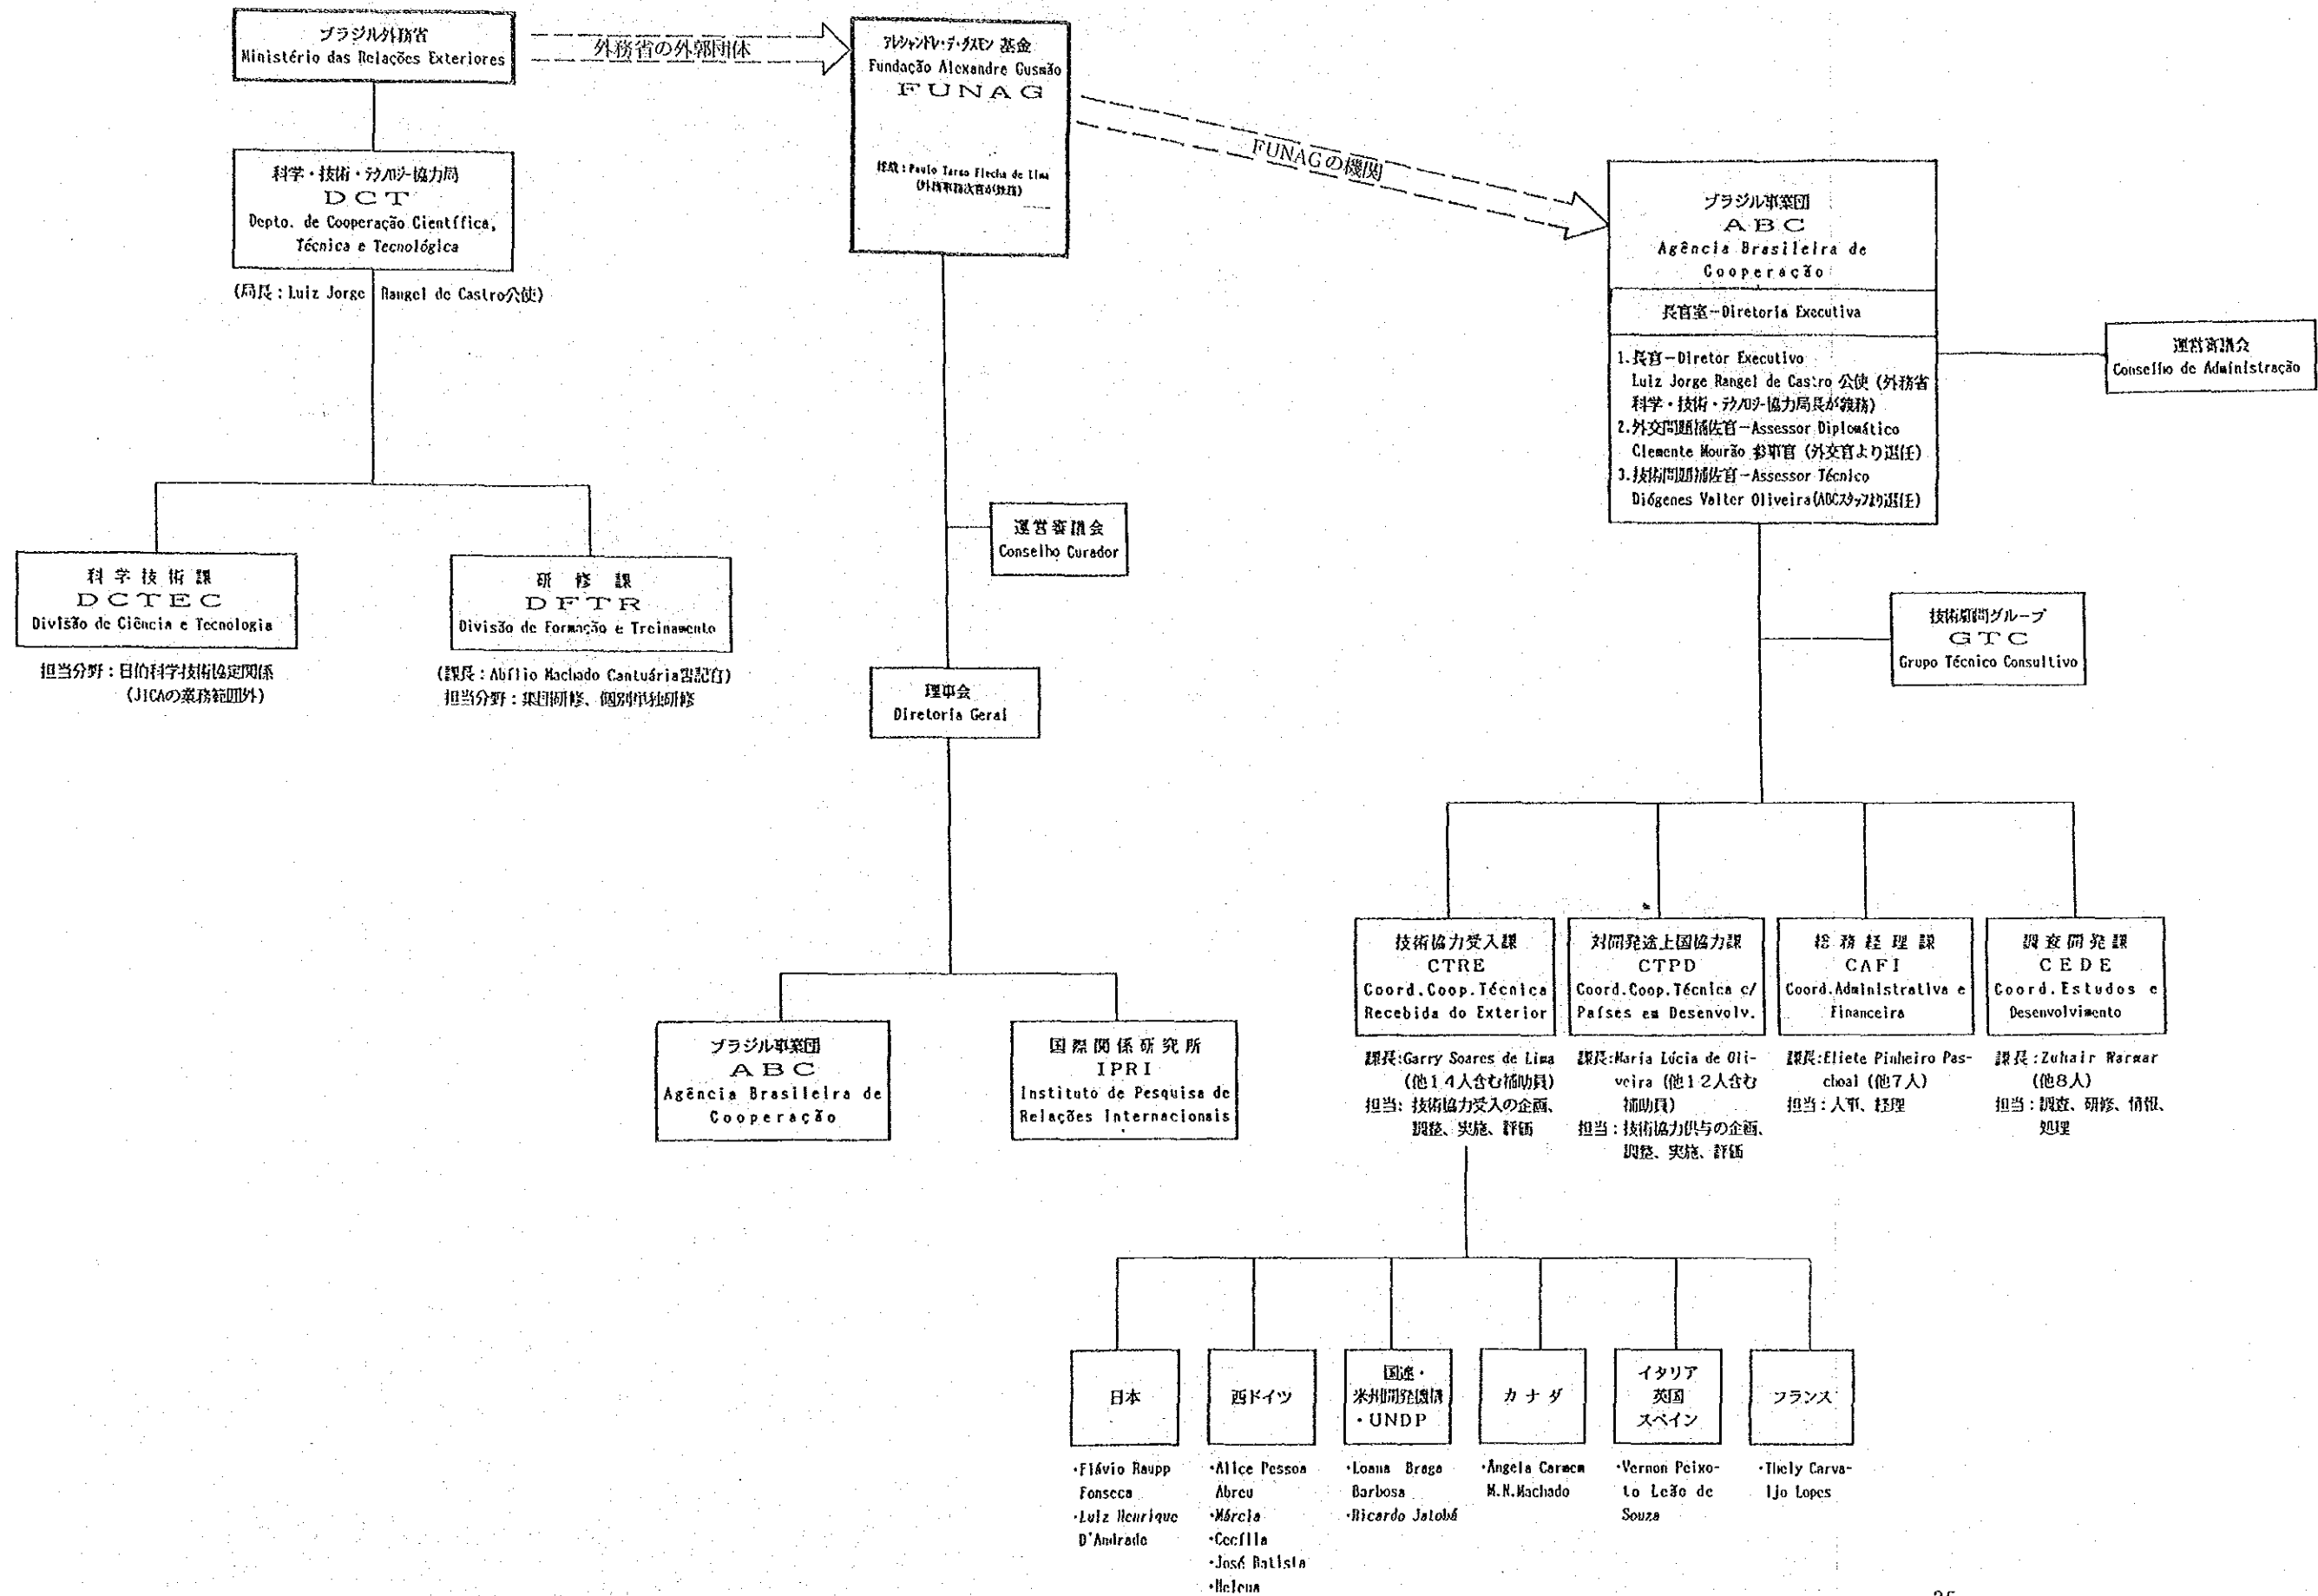 ブラジル外務省
Ministério das Relações Exteriores
外務省の外郭団体
アレシャンドレ・デ・グスモン 基金
Fundação Alexandre Gusmão
FUNAG
総裁：Paulo Tarso Flecha de Lima
(外務事務次官が兼務)
FUNAGの機関
科学・技術・テクノロジー協力局
DCT
Depto. de Cooperação Científica,
Técnica e Tecnológica
(局長：Luiz Jorge Rangel de Castro公使)
科学技術課
DCTEC
Divisão de Ciência e Tecnologia
担当分野：日伯科学技術協定関係
(JICAの業務範囲外)
研修課
DFTR
Divisão de Formação e Treinamento
(課長：Abílio Machado Cantuária書記官)
担当分野：集団研修、個別単独研修
運営審議会
Conselho Curador
理事会
Diretoria Geral
ブラジル事業団
ABC
Agência Brasileira de
Cooperação
国際関係研究所
IPRI
Instituto de Pesquisa de
Relações Internacionais
ブラジル事業団
ABC
Agência Brasileira de
Cooperação
長官室－Diretoria Executiva
1.長官－Diretor Executivo
Luiz Jorge Rangel de Castro 公使 (外務省
科学・技術・テクノロジー協力局長が兼務)
2.外交問題補佐官－Assessor Diplomático
Clemente Mourão 参事官 (外交官より選任)
3.技術問題補佐官－Assessor Técnico
Diógenes Valter Oliveira(ABCスタッフより選任)
運営審議会
Conselho de Administração
技術顧問グループ
GTC
Grupo Técnico Consultivo
技術協力受入課
CTRE
Coord.Coop.Técnica
Recebida do Exterior
課長:Garry Soares de Lima
(他14人含む補助員)
担当: 技術協力受入の企画、
調整、実施、評価
対開発途上国協力課
CTPD
Coord.Coop.Técnica c/
Países em Desenvolv.
課長:Maria Lúcia de Oli-
veira (他12人含む
補助員)
担当：技術協力供与の企画、
調整、実施、評価
総務経理課
CAFI
Coord.Administrativa e
Financeira
課長:Eliete Pinheiro Pas-
choal (他7人)
担当：人事、経理
調査開発課
CEDE
Coord.Estudos e
Desenvolvimento
課長：Zuhair Warwar
(他8人)
担当：調査、研修、情報、
処理
日本
・Flávio Raupp
Fonseca
・Luiz Henrique
D'Andrade
西ドイツ
・Alice Pessoa
Abreu
・Márcia
・Cecília
・José Batista
・Helena
国連・
米州開発機構
・UNDP
・Loana Braga
Barbosa
・Ricardo Jatobá
カナダ
・Ângela Carmem
M.N.Machado
イタリア
英国
スペイン
・Vernon Peixo-
to Leão de
Souza
フランス
・Thely Carva-
ljo Lopes